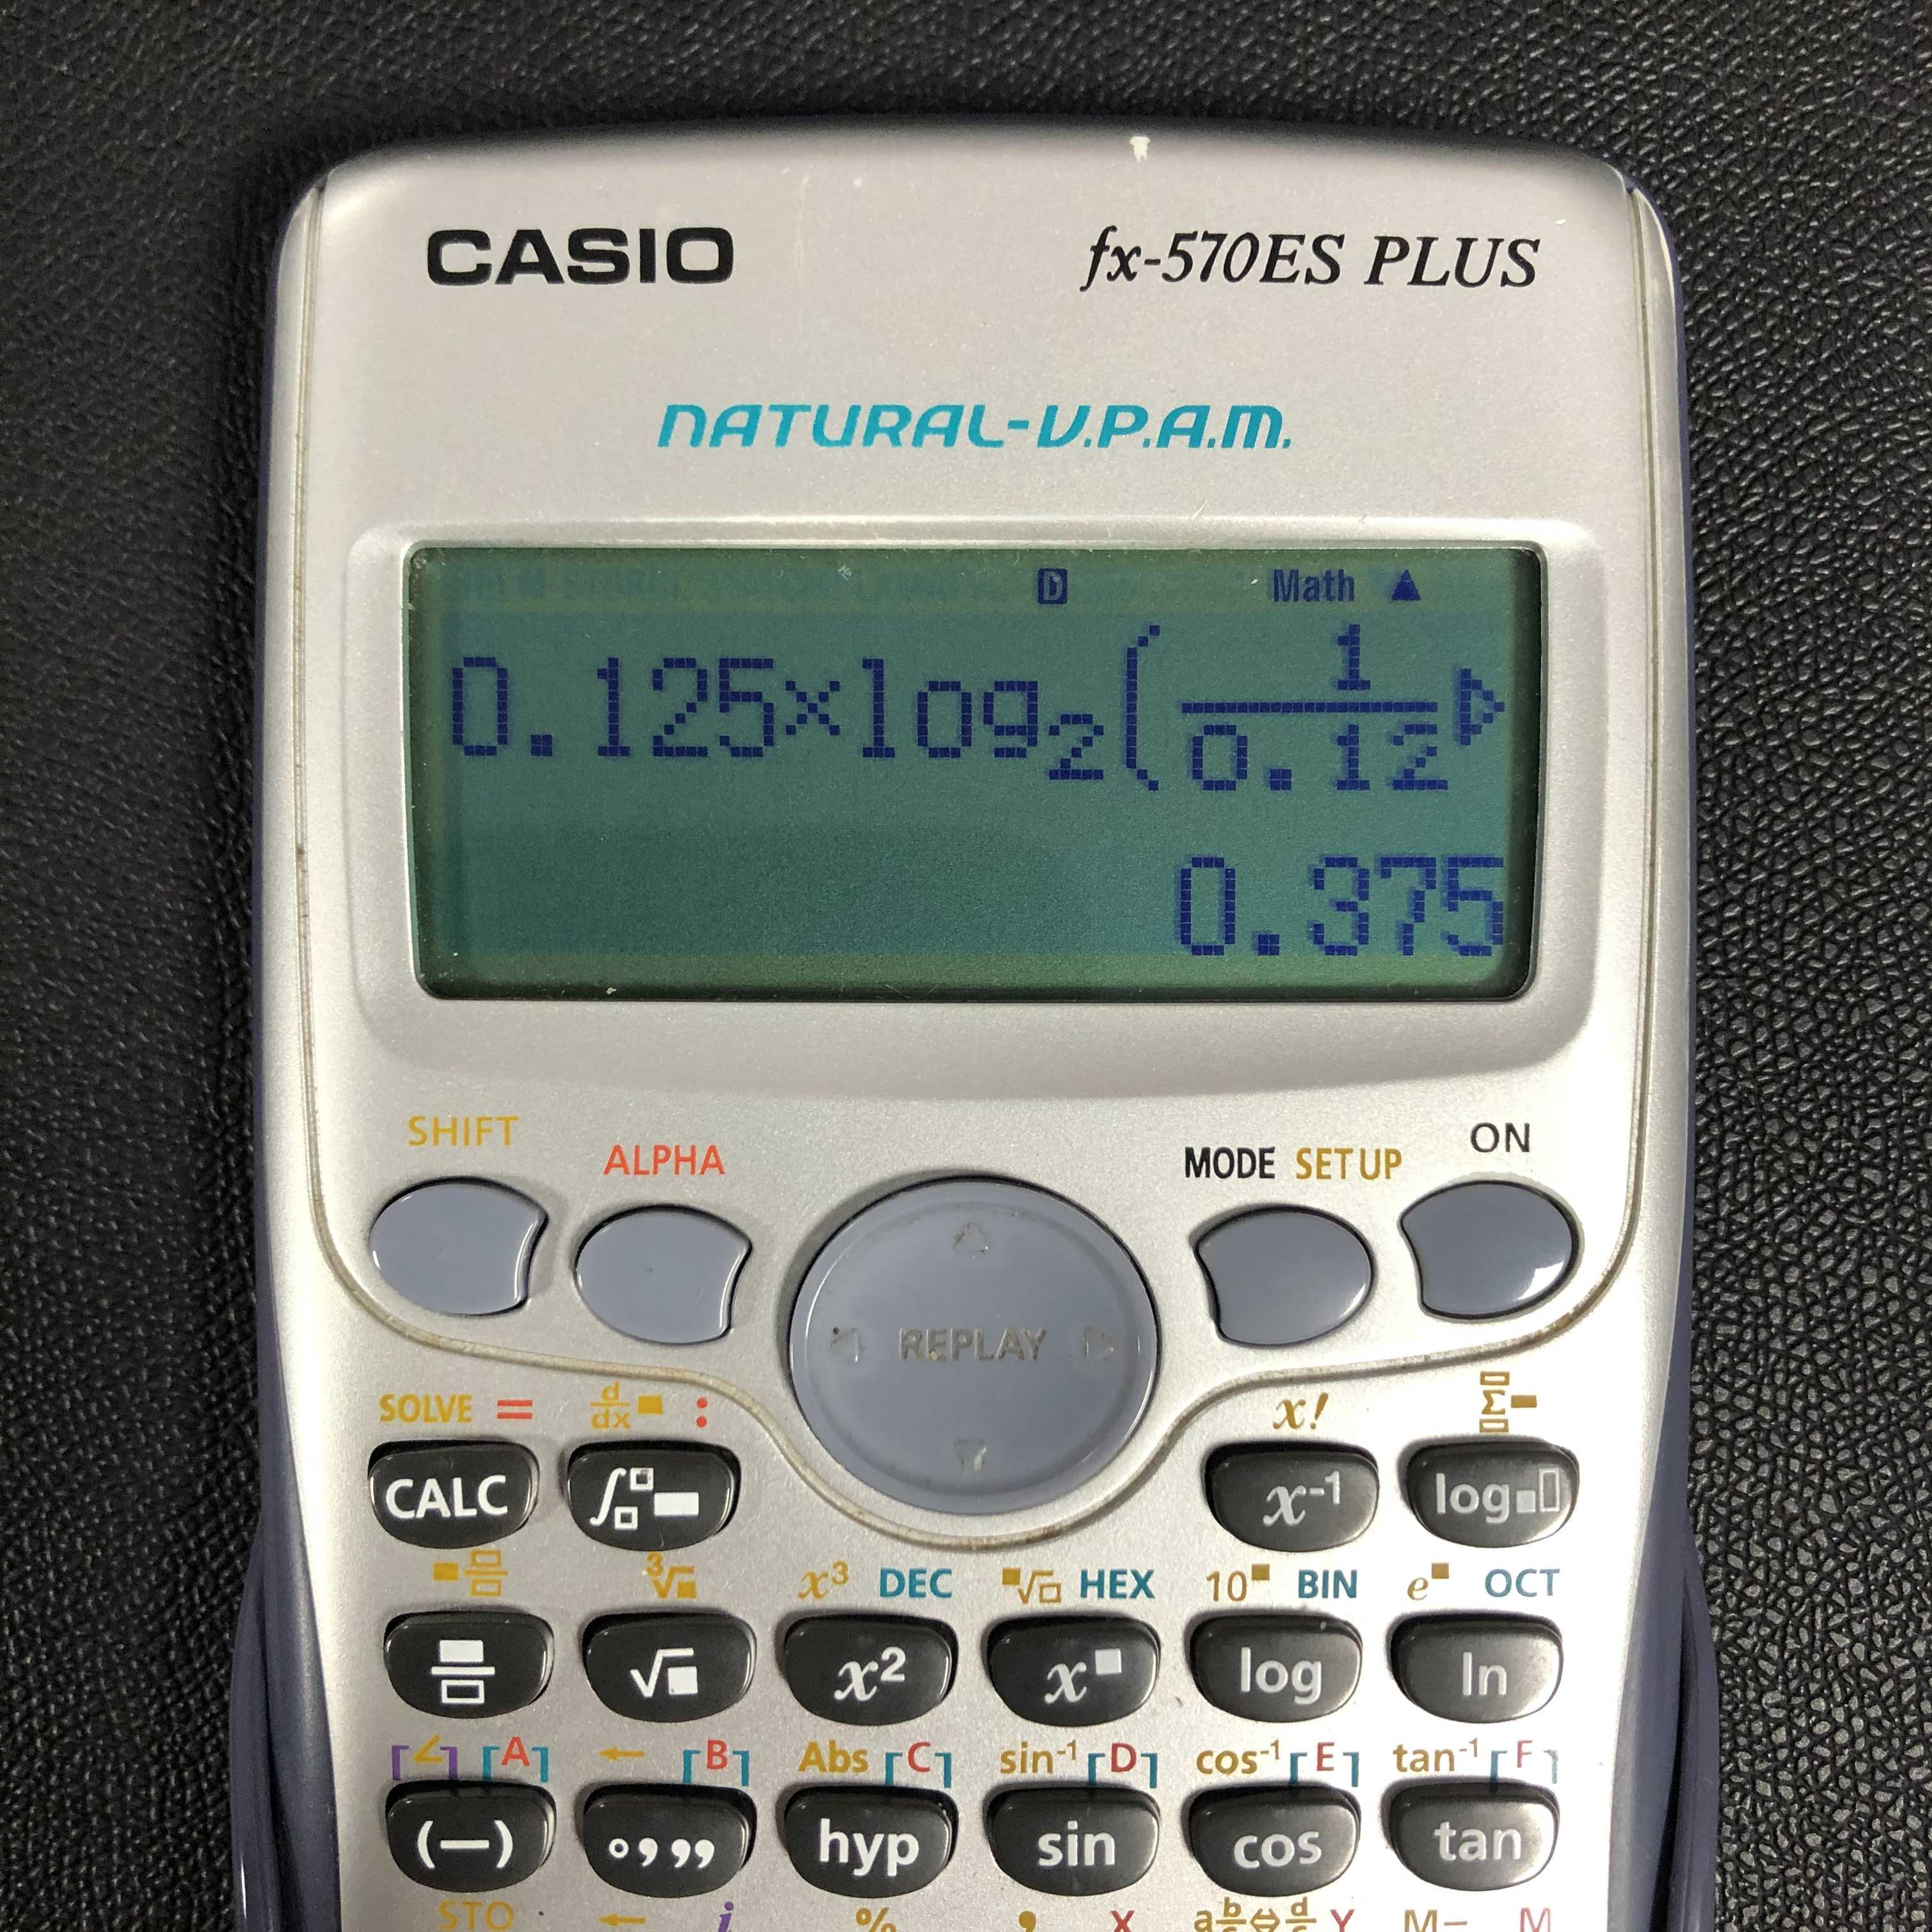 CASIO fx-570ES PLUS
NATURAL-V.P.A.M.
D Math ▲
0.125×log₂(1/0.12▷
0.375
SHIFT ALPHA MODE SETUP ON
REPLAY
SOLVE = d/dx■ : x! Σ
CALC ∫ x⁻¹ log■▯
■▯/▯ ³√■ x³ DEC ■√▯ HEX 10■ BIN e■ OCT
■/▯ √■ x² x■ log ln
∠ A ← B Abs C sin⁻¹ D cos⁻¹ E tan⁻¹ F
(−) °,,, hyp sin cos tan
STO ← i % , X a b/c⇔d/c Y M− M